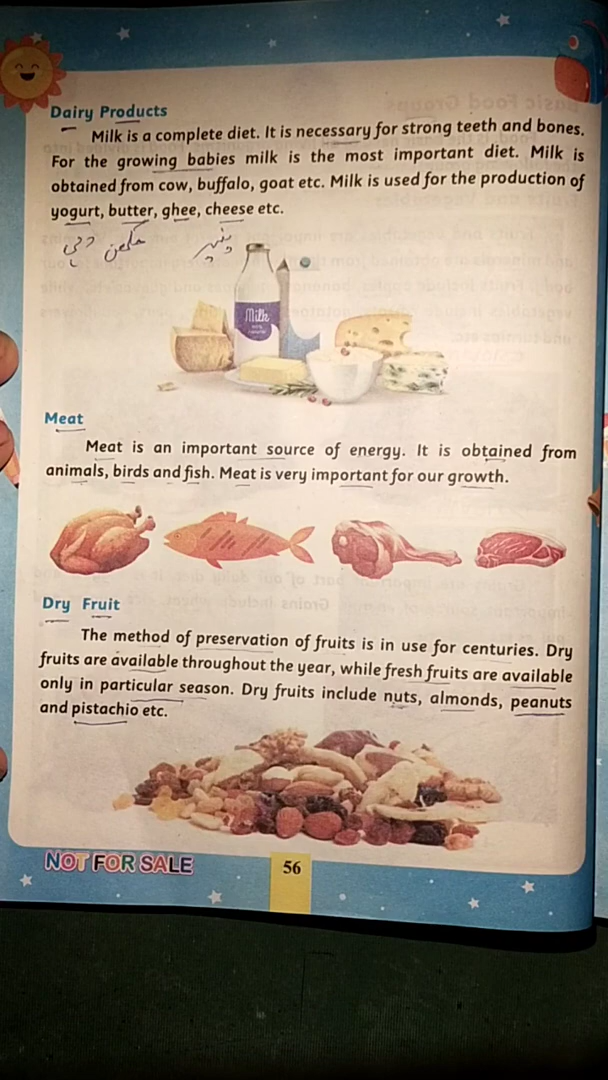 Dairy Products
Milk is a complete diet. It is necessary for strong teeth and bones.
For the growing babies milk is the most important diet. Milk is
obtained from cow, buffalo, goat etc. Milk is used for the production of
yogurt, butter, ghee, cheese etc.
دہی مکھن پنیر
Milk
Meat
Meat is an important source of energy. It is obtained from
animals, birds and fish. Meat is very important for our growth.
Dry Fruit
The method of preservation of fruits is in use for centuries. Dry
fruits are available throughout the year, while fresh fruits are available
only in particular season. Dry fruits include nuts, almonds, peanuts
and pistachio etc.
NOT FOR SALE
56